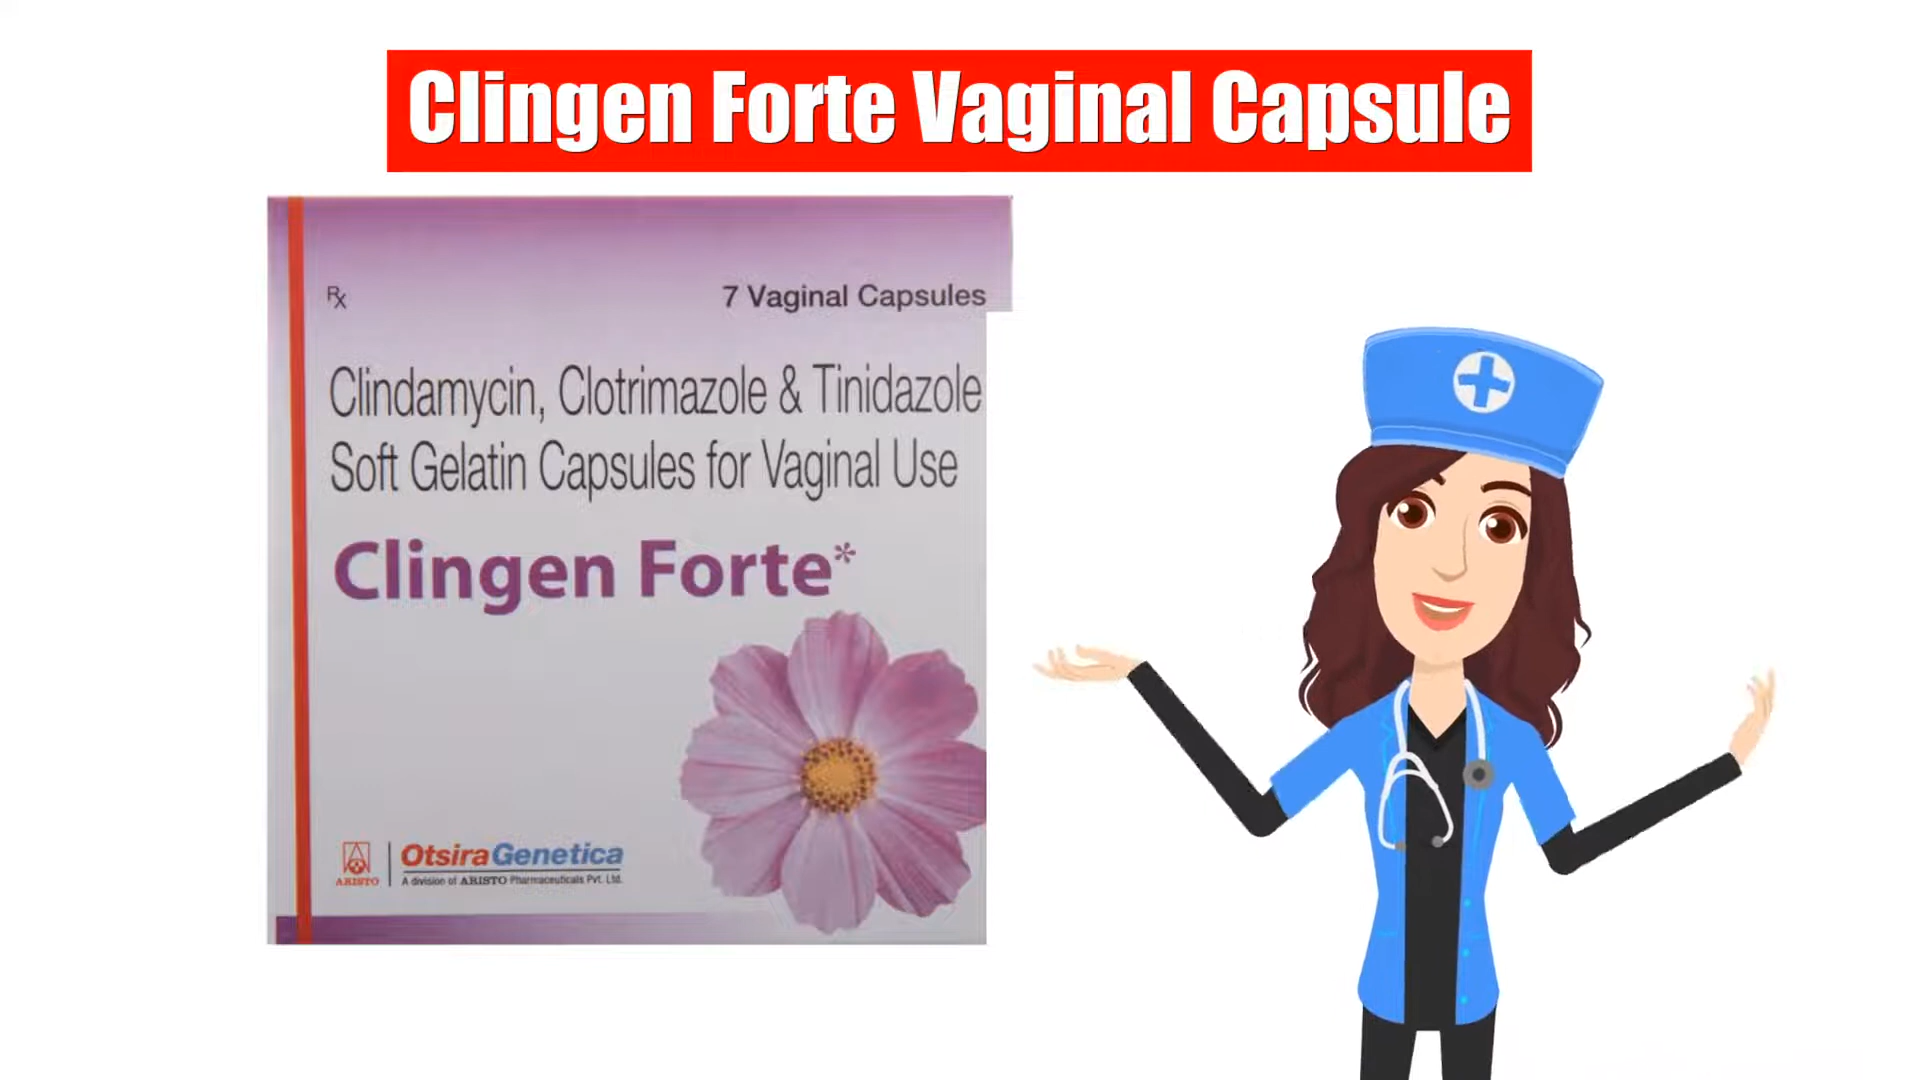 Clingen Forte Vaginal Capsule
Rx
7 Vaginal Capsules
Clindamycin, Clotrimazole & Tinidazole
Soft Gelatin Capsules for Vaginal Use
Clingen Forte*
ARISTO
OtsiraGenetica
A division of ARISTO Pharmaceuticals Pvt. Ltd.